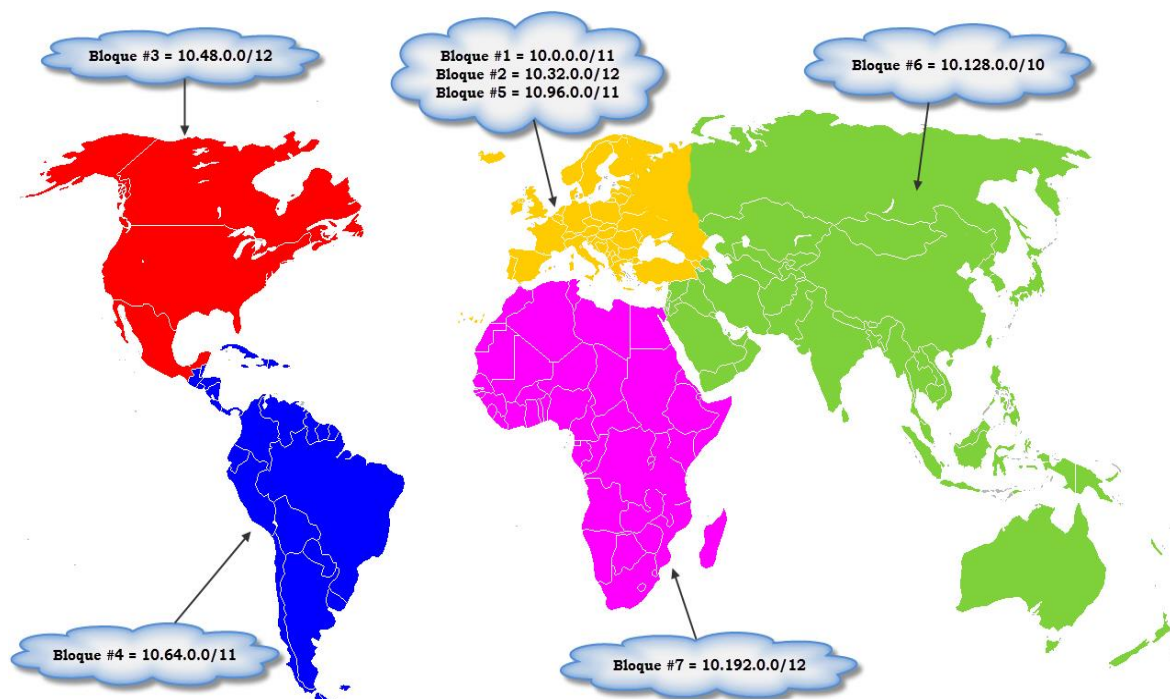 Bloque #3 = 10.48.0.0/12
Bloque #1 = 10.0.0.0/11
Bloque #2 = 10.32.0.0/12
Bloque #5 = 10.96.0.0/11
Bloque #6 = 10.128.0.0/10
Bloque #4 = 10.64.0.0/11
Bloque #7 = 10.192.0.0/12